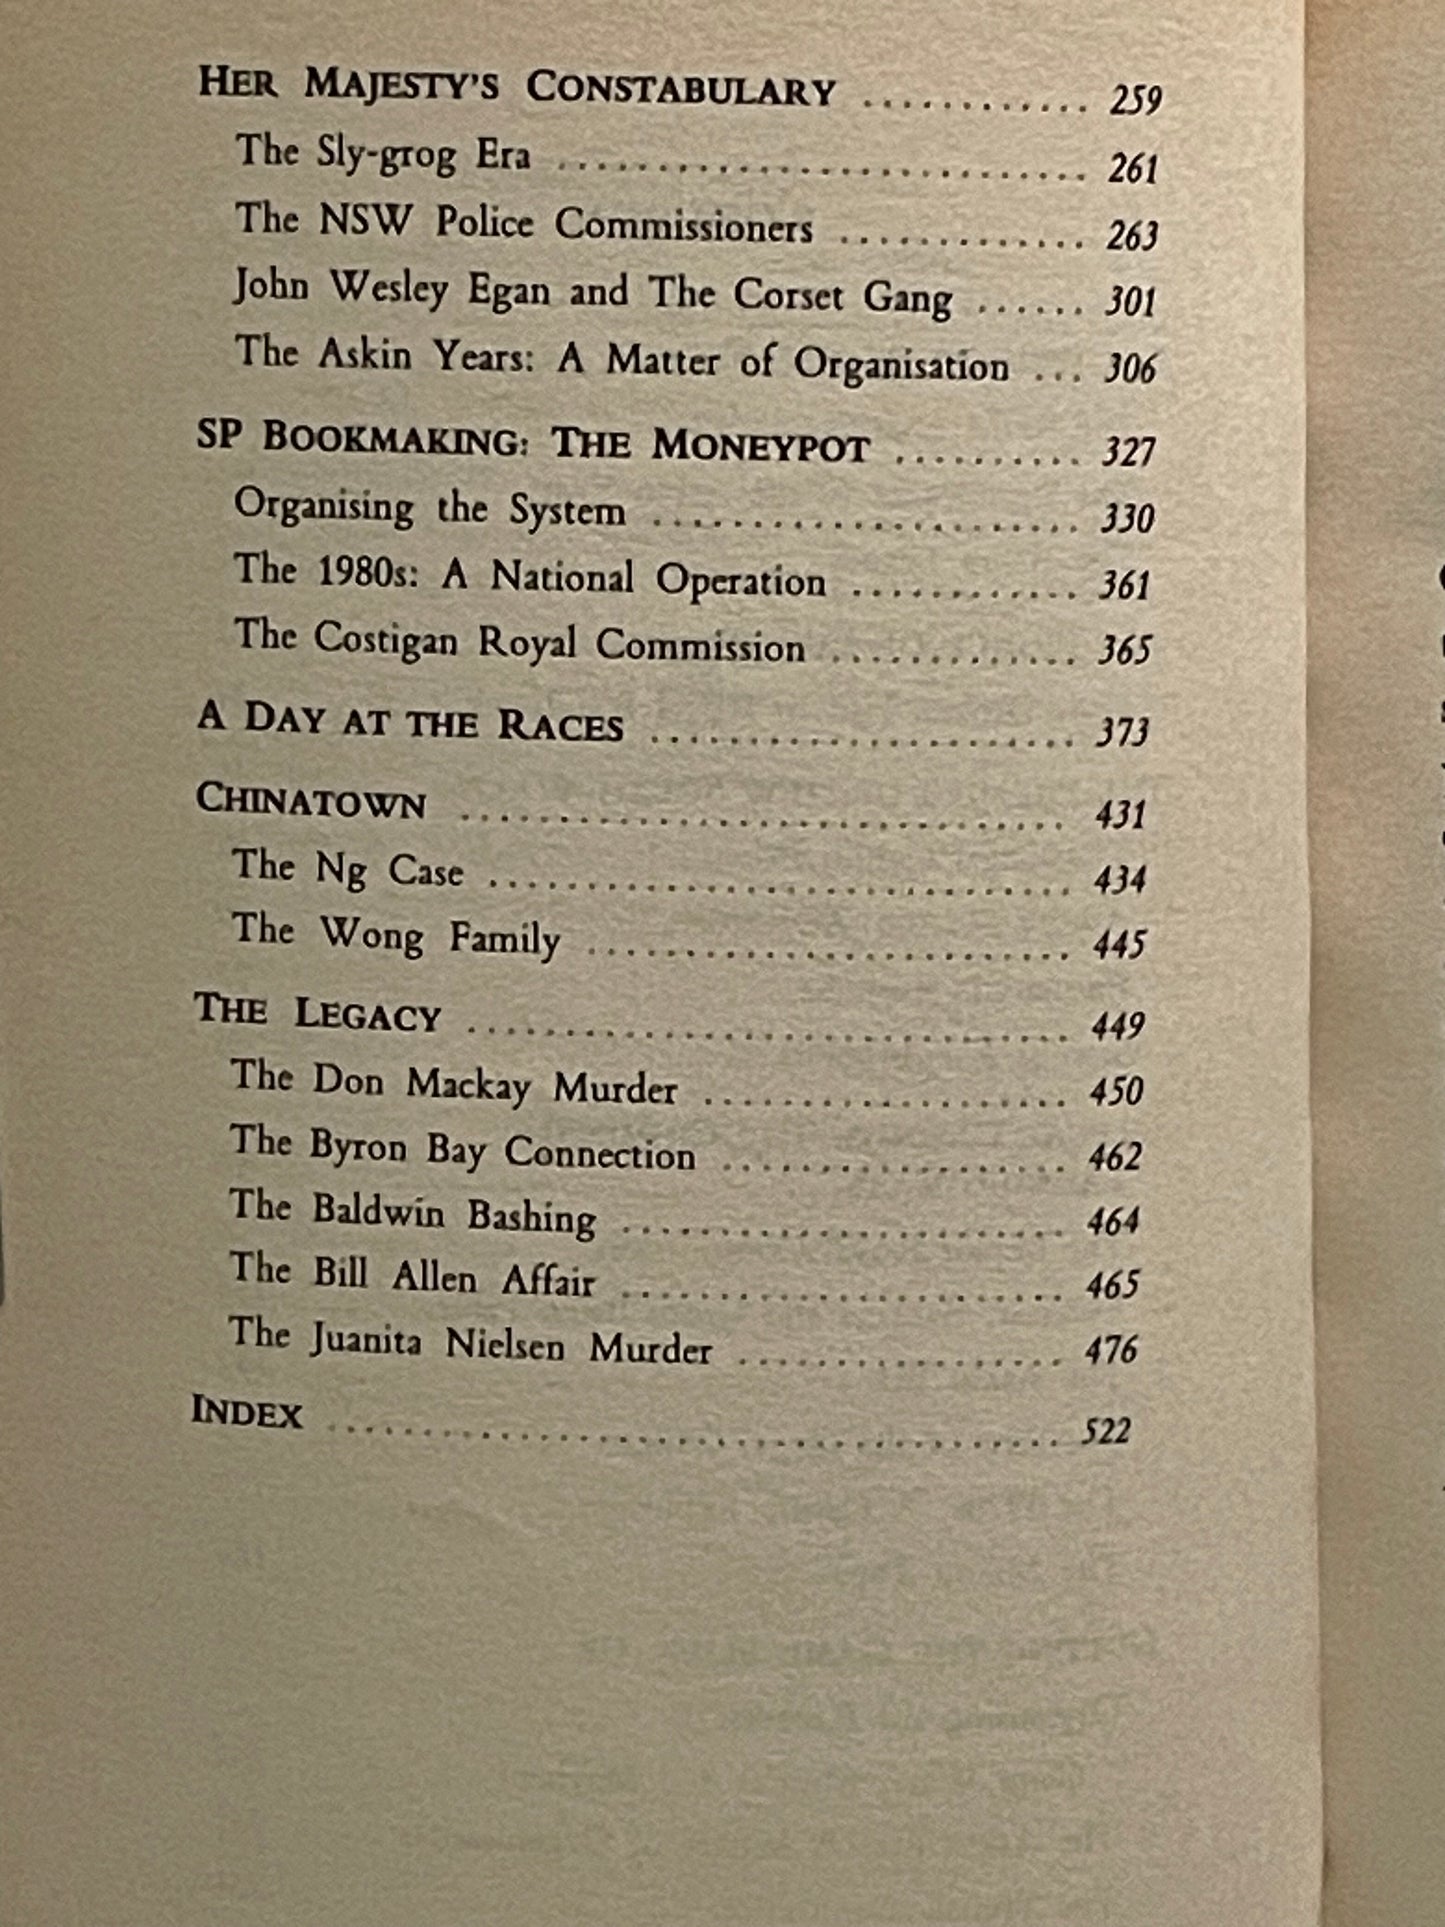 HER MAJESTY'S CONSTABULARY ............ 259
The Sly-grog Era ........................... 261
The NSW Police Commissioners ............. 263
John Wesley Egan and The Corset Gang ...... 301
The Askin Years: A Matter of Organisation ... 306
SP BOOKMAKING: THE MONEYPOT .......... 327
Organising the System ...................... 330
The 1980s: A National Operation ............ 361
The Costigan Royal Commission ............. 365
A DAY AT THE RACES ...................... 373
CHINATOWN ............................... 431
The Ng Case .............................. 434
The Wong Family ......................... 445
THE LEGACY ............................... 449
The Don Mackay Murder ................... 450
The Byron Bay Connection .................. 462
The Baldwin Bashing ....................... 464
The Bill Allen Affair ....................... 465
The Juanita Nielsen Murder ................. 476
INDEX ...................................... 522